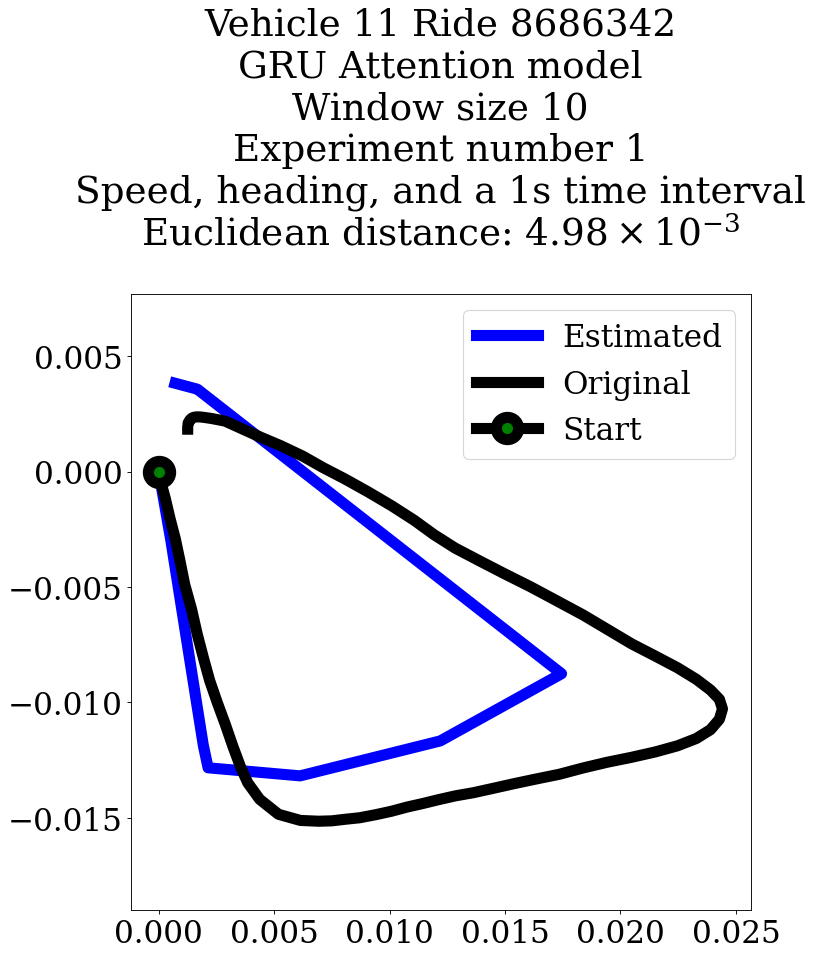 Vehicle 11 Ride 8686342
GRU Attention model
Window size 10
Experiment number 1
Speed, heading, and a 1s time interval
Euclidean distance: 4.98 × 10⁻³
Estimated
Original
Start
0.005
0.000
−0.005
−0.010
−0.015
0.000 0.005 0.010 0.015 0.020 0.025